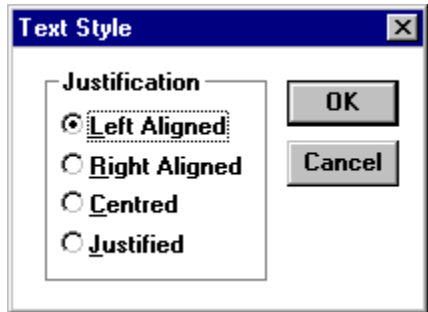 Text Style
Justification
Left Aligned
Right Aligned
Centred
Justified
OK
Cancel